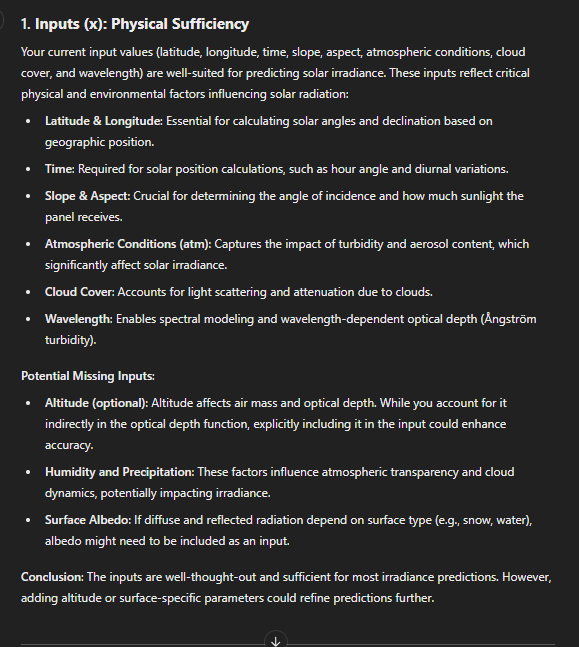 1. Inputs (x): Physical Sufficiency
Your current input values (latitude, longitude, time, slope, aspect, atmospheric conditions, cloud
cover, and wavelength) are well-suited for predicting solar irradiance. These inputs reflect critical
physical and environmental factors influencing solar radiation:
• Latitude & Longitude: Essential for calculating solar angles and declination based on
geographic position.
• Time: Required for solar position calculations, such as hour angle and diurnal variations.
• Slope & Aspect: Crucial for determining the angle of incidence and how much sunlight the
panel receives.
• Atmospheric Conditions (atm): Captures the impact of turbidity and aerosol content, which
significantly affect solar irradiance.
• Cloud Cover: Accounts for light scattering and attenuation due to clouds.
• Wavelength: Enables spectral modeling and wavelength-dependent optical depth (Ångström
turbidity).
Potential Missing Inputs:
• Altitude (optional): Altitude affects air mass and optical depth. While you account for it
indirectly in the optical depth function, explicitly including it in the input could enhance
accuracy.
• Humidity and Precipitation: These factors influence atmospheric transparency and cloud
dynamics, potentially impacting irradiance.
• Surface Albedo: If diffuse and reflected radiation depend on surface type (e.g., snow, water),
albedo might need to be included as an input.
Conclusion: The inputs are well-thought-out and sufficient for most irradiance predictions. However,
adding altitude or surface-specific parameters could refine predictions further.